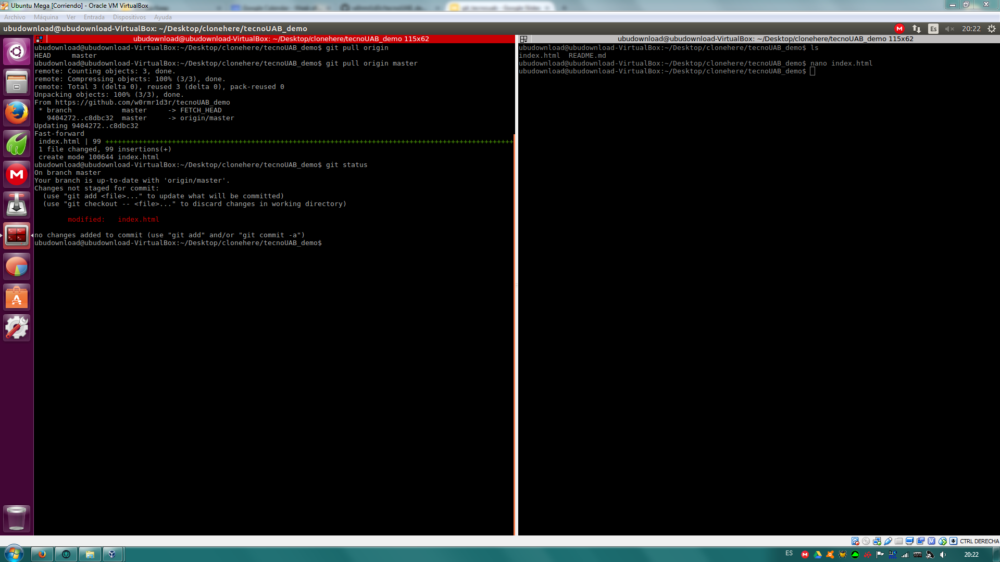 Ubuntu Mega [Corriendo] - Oracle VM VirtualBox
Archivo Máquina Ver Entrada Dispositivos Ayuda
ubudownload@ubudownload-VirtualBox: ~/Desktop/clonehere/tecnoUAB_demo
Es 20:22
ubudownload@ubudownload-VirtualBox: ~/Desktop/clonehere/tecnoUAB_demo 115x62
ubudownload@ubudownload-VirtualBox:~/Desktop/clonehere/tecnoUAB_demo$ git pull origin
HEAD     master
ubudownload@ubudownload-VirtualBox:~/Desktop/clonehere/tecnoUAB_demo$ git pull origin master
remote: Counting objects: 3, done.
remote: Compressing objects: 100% (3/3), done.
remote: Total 3 (delta 0), reused 3 (delta 0), pack-reused 0
Unpacking objects: 100% (3/3), done.
From https://github.com/w0rmr1d3r/tecnoUAB_demo
 * branch            master     -> FETCH_HEAD
   9404272..c8dbc32  master     -> origin/master
Updating 9404272..c8dbc32
Fast-forward
 index.html | 99 ++++++++++++++++++++++++++++++++++++++++++++++++++++++++++++++++++++++++++++++++++++++++++++++++++
 1 file changed, 99 insertions(+)
 create mode 100644 index.html
ubudownload@ubudownload-VirtualBox:~/Desktop/clonehere/tecnoUAB_demo$ git status
On branch master
Your branch is up-to-date with 'origin/master'.
Changes not staged for commit:
  (use "git add <file>..." to update what will be committed)
  (use "git checkout -- <file>..." to discard changes in working directory)
        modified:   index.html
no changes added to commit (use "git add" and/or "git commit -a")
ubudownload@ubudownload-VirtualBox:~/Desktop/clonehere/tecnoUAB_demo$
ubudownload@ubudownload-VirtualBox: ~/Desktop/clonehere/tecnoUAB_demo 115x62
ubudownload@ubudownload-VirtualBox:~/Desktop/clonehere/tecnoUAB_demo$ ls
index.html  README.md
ubudownload@ubudownload-VirtualBox:~/Desktop/clonehere/tecnoUAB_demo$ nano index.html
ubudownload@ubudownload-VirtualBox:~/Desktop/clonehere/tecnoUAB_demo$
CTRL DERECHA
ES 20:22